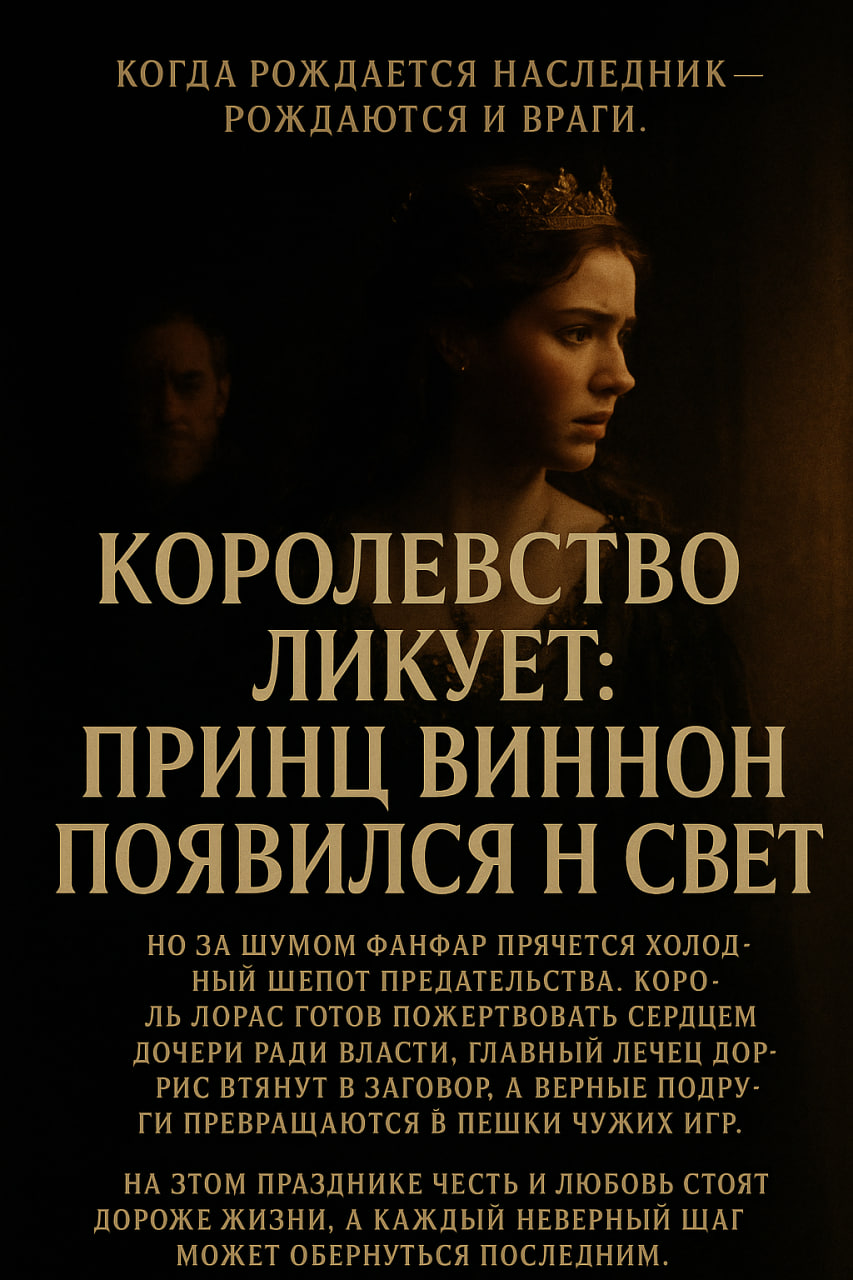 КОГДА РОЖДАЕТСЯ НАСЛЕДНИК—
РОЖДАЮТСЯ И ВРАГИ.
КОРОЛЕВСТВО
ЛИКУЕТ:
ПРИНЦ ВИННОН
ПОЯВИЛСЯ Н СВЕТ
НО ЗА ШУМОМ ФАНФАР ПРЯЧЕТСЯ ХОЛОД-
НЫЙ ШЕПОТ ПРЕДАТЕЛЬСТВА. КОРО-
ЛЬ ЛОРАС ГОТОВ ПОЖЕРТВОВАТЬ СЕРДЦЕМ
ДОЧЕРИ РАДИ ВЛАСТИ, ГЛАВНЫЙ ЛЕЧЕЦ ДОР-
РИС ВТЯНУТ В ЗАГОВОР, А ВЕРНЫЕ ПОДРУ-
ГИ ПРЕВРАЩАЮТСЯ В̆ ПЕШКИ ЧУЖИХ ИГР.
НА ЗТОМ ПРАЗДНИКЕ ЧЕСТЬ И ЛЮБОВЬ СТОЯТ
ДОРОЖЕ ЖИЗНИ, А КАЖДЫЙ НЕВЕРНЫЙ ЩАГ
МОЖЕТ ОБЕРНУТЬСЯ ПОСЛЕДНИМ.